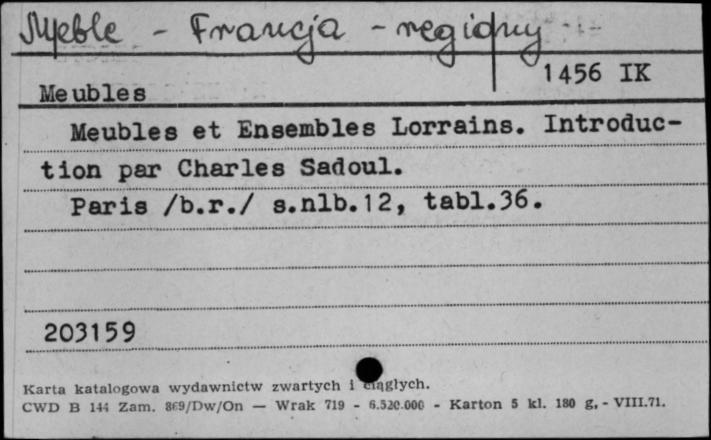 Meble - Francja - regiony
1456 IK
Meubles
Meubles et Ensembles Lorrains. Introduc-
tion par Charles Sadoul.
Paris /b.r./ s.nlb.12, tabl.36.
203159
Karta katalogowa wydawnictw zwartych i ciągłych.
CWD B 144 Zam. 869/Dw/On — Wrak 719 - 6.520.000 - Karton 5 kl. 180 g, - VIII.71.